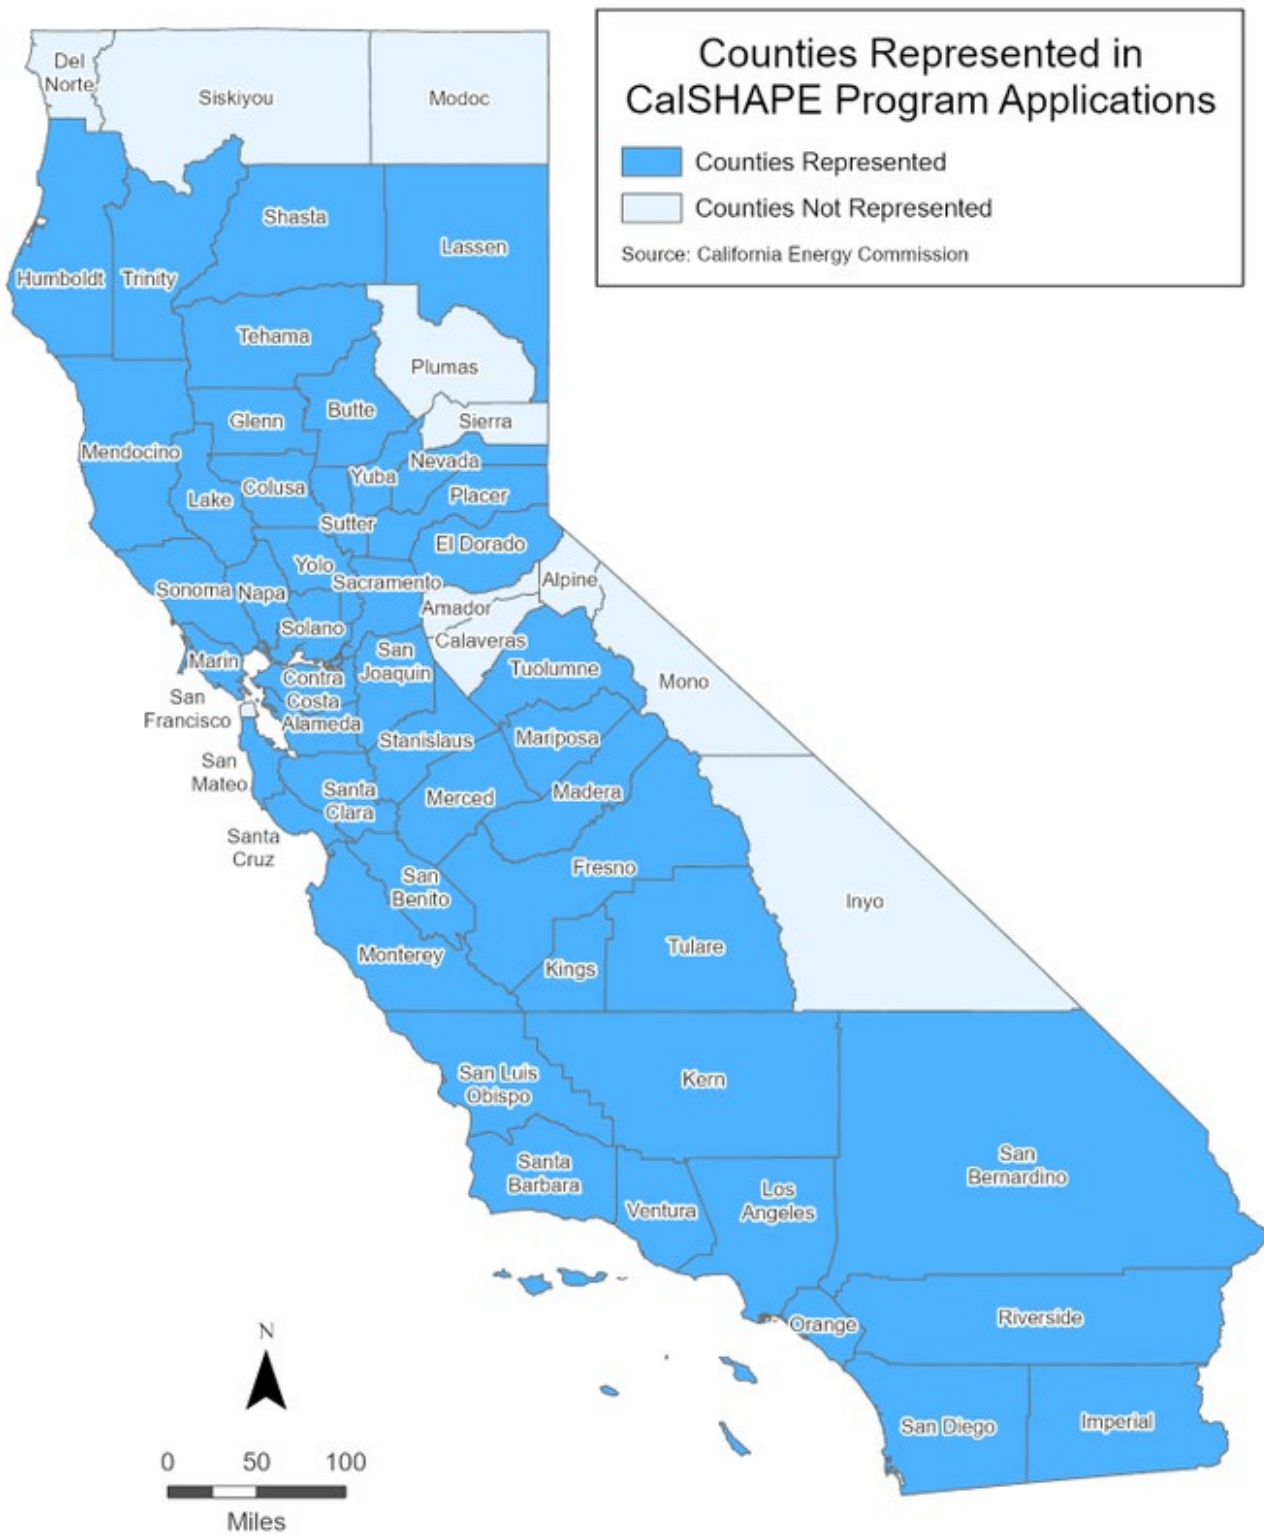 Counties Represented in
CalSHAPE Program Applications
Counties Represented
Counties Not Represented
Source: California Energy Commission
Del
Norte
Siskiyou
Modoc
Shasta
Lassen
Humboldt
Trinity
Tehama
Plumas
Butte
Glenn
Sierra
Mendocino
Nevada
Yuba
Colusa
Lake
Placer
Sutter
El Dorado
Yolo
Sacramento
Alpine
Sonoma
Napa
Amador
Solano
Calaveras
San
Joaquin
Marin
Tuolumne
Contra
Costa
Mono
San
Francisco
Alameda
Stanislaus
Mariposa
San
Mateo
Santa
Clara
Merced
Madera
Santa
Cruz
Fresno
San
Benito
Inyo
Monterey
Kings
Tulare
San Luis
Obispo
Kern
Santa
Barbara
San
Bernardino
Ventura
Los
Angeles
Orange
Riverside
San Diego
Imperial
N
0 50 100
Miles